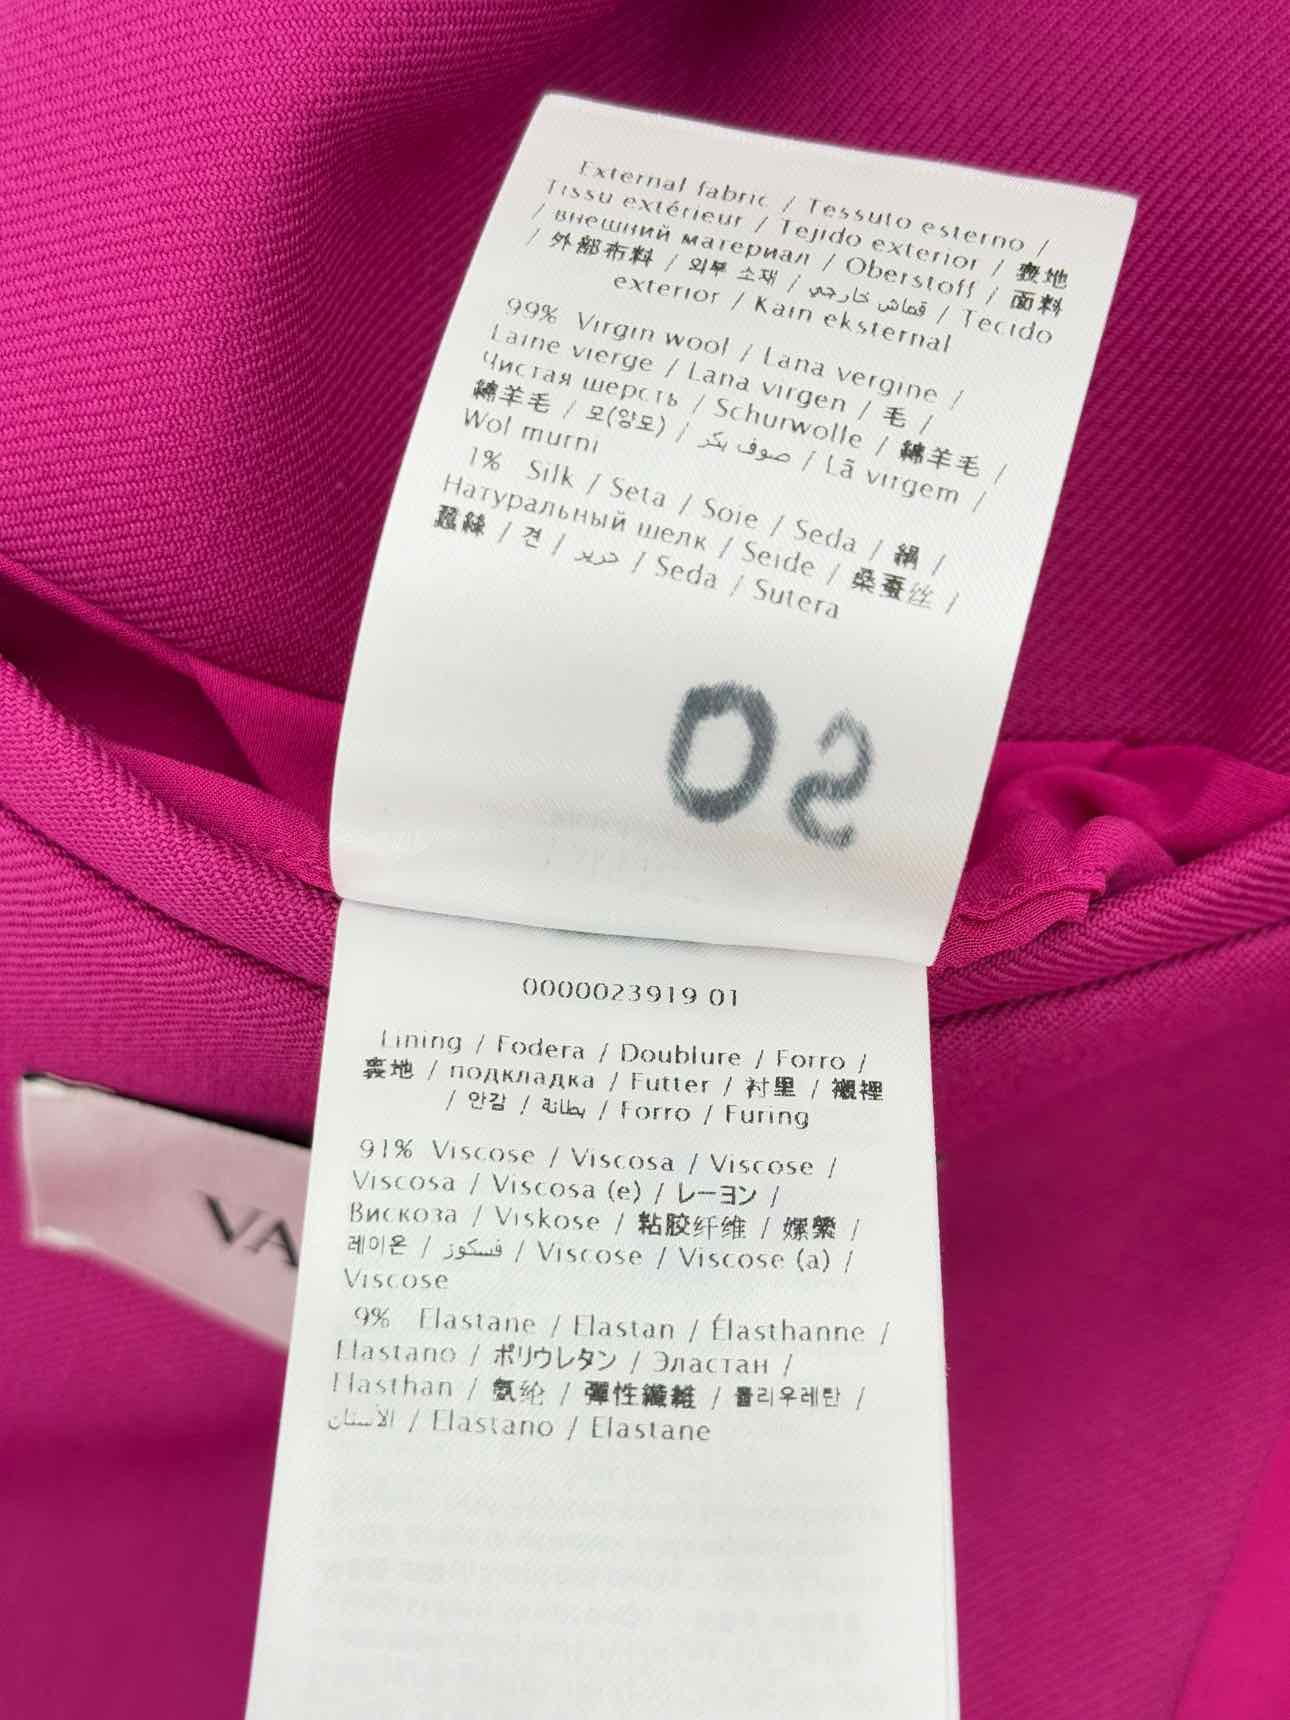 External fabric / Tessuto esterno /
Tissu extérieur / Tejido exterior / 表地
/ внешний материал / Oberstoff / 面料
/ 外部布料 / 외부 소재 / قماش خارجي / Tecido
exterior / Kain eksternal
99% Virgin wool / Lana vergine /
Laine vierge / Lana virgen / 毛 /
Чистая шерсть / Schurwolle / 綿羊毛 /
綿羊毛 / 모(양모) / صوف بكر / Lã virgem /
Wol murni
1% Silk / Seta / Soie / Seda / 絹 /
Натуральный шелк / Seide / 桑蚕丝 /
蠶絲 / 견 / حرير / Seda / Sutera
0000023919 01
Lining / Fodera / Doublure / Forro /
裏地 / подкладка / Futter / 衬里 / 襯裡
/ 안감 / بطانة / Forro / Furing
91% Viscose / Viscosa / Viscose /
Viscosa / Viscosa (e) / レーヨン /
Вискоза / Viskose / 粘胶纤维 / 嫘縈 /
레이온 / فسكوز / Viscose / Viscose (a) /
Viscose
9% Elastane / Elastan / Élasthanne /
Elastano / ポリウレタン / Эластан /
Elasthan / 氨纶 / 彈性纖維 / 폴리우레탄 /
الأستان / Elastano / Elastane
VA